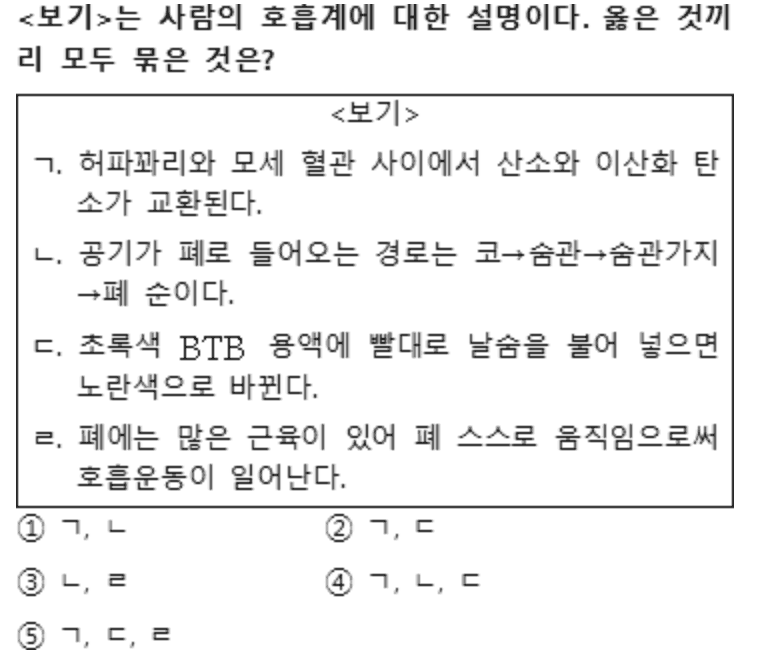 <보기>는 사람의 호흡계에 대한 설명이다. 옳은 것끼
리 모두 묶은 것은?
<보기>
ㄱ. 허파꽈리와 모세 혈관 사이에서 산소와 이산화 탄
소가 교환된다.
ㄴ. 공기가 폐로 들어오는 경로는 코→숨관→숨관가지
→폐 순이다.
ㄷ. 초록색 BTB 용액에 빨대로 날숨을 불어 넣으면
노란색으로 바뀐다.
ㄹ. 폐에는 많은 근육이 있어 폐 스스로 움직임으로써
호흡운동이 일어난다.
① ㄱ, ㄴ ② ㄱ, ㄷ
③ ㄴ, ㄹ ④ ㄱ, ㄴ, ㄷ
⑤ ㄱ, ㄷ, ㄹ